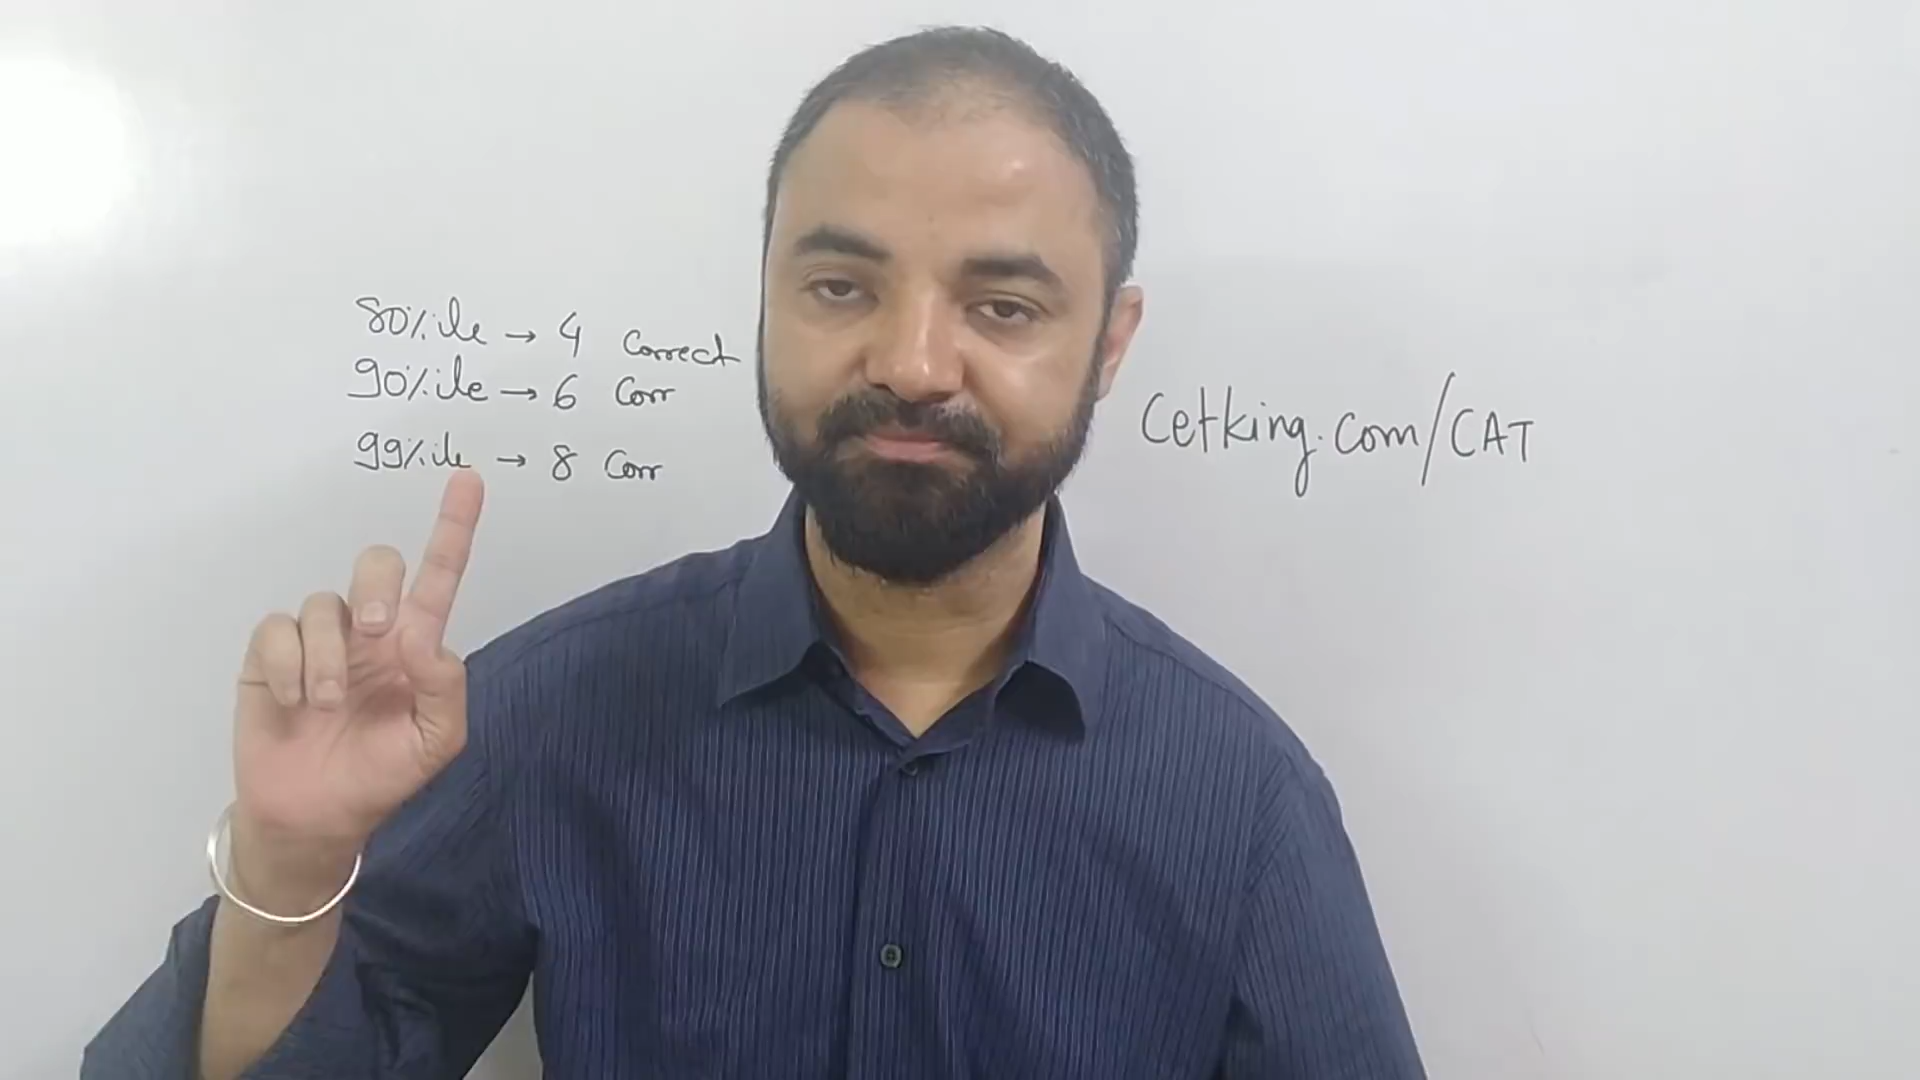 80%ile → 4 Correct
90%ile → 6 Corr
99%ile → 8 Corr
Cetking.com/CAT